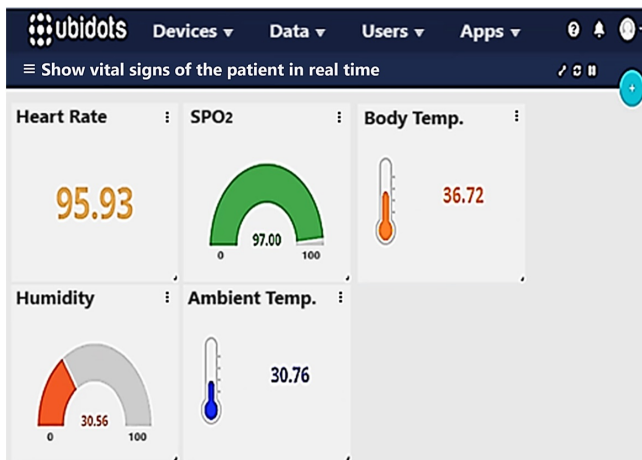 ubidots Devices Data Users Apps
Show vital signs of the patient in real time
Heart Rate
95.93
SPO2
97.00
0 100
Body Temp.
36.72
Humidity
30.56
0 100
Ambient Temp.
30.76